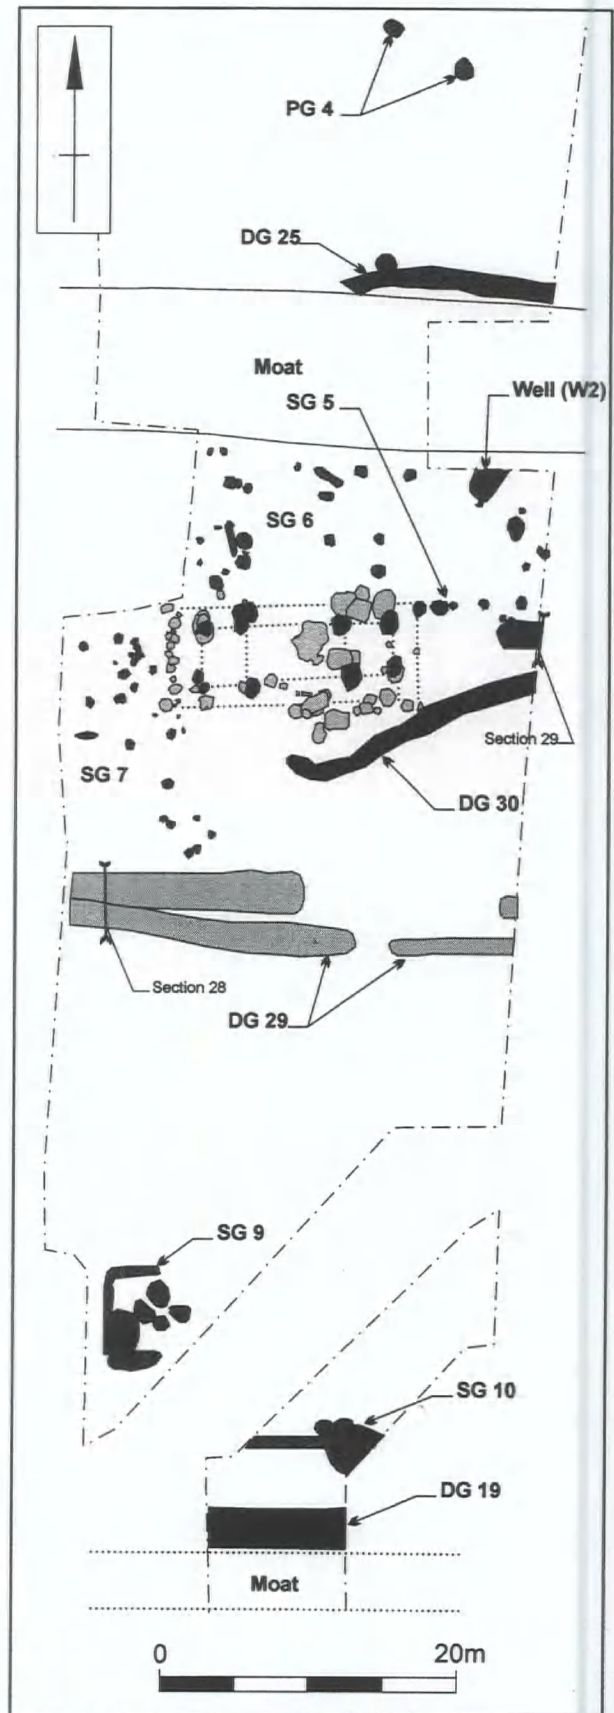 PG 4
DG 25
Moat
SG 5
Well (W2)
SG 6
Section 29
SG 7
DG 30
Section 28
DG 29
SG 9
SG 10
DG 19
Moat
0 20m